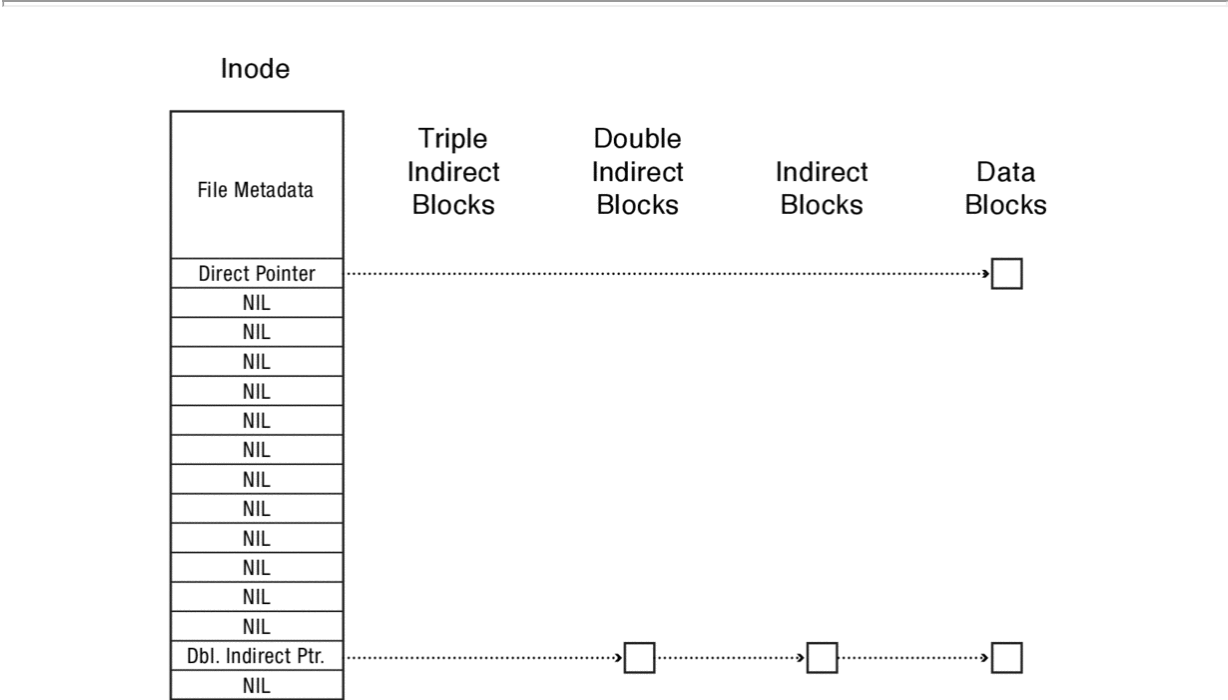 Inode
Triple
Indirect
Blocks
Double
Indirect
Blocks
Indirect
Blocks
Data
Blocks
File Metadata
Direct Pointer
NIL
NIL
NIL
NIL
NIL
NIL
NIL
NIL
NIL
NIL
NIL
NIL
Dbl. Indirect Ptr.
NIL